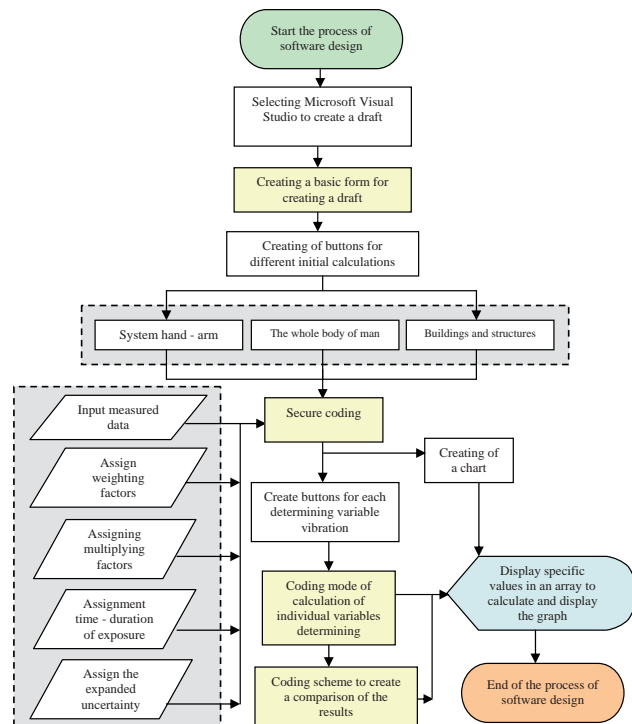 Start the process of
software design
Selecting Microsoft Visual
Studio to create a draft
Creating a basic form for
creating a draft
Creating of buttons for
different initial calculations
System hand - arm
The whole body of man
Buildings and structures
Input measured
data
Secure coding
Creating of
a chart
Assign
weighting
factors
Create buttons for each
determining variable
vibration
Assigning
multiplying
factors
Display specific
values in an array to
calculate and display
the graph
Coding mode of
calculation of
individual variables
determining
Assignment
time - duration
of exposure
Assign the
expanded
uncertainty
Coding scheme to create
a comparison of the
results
End of the process of
software design